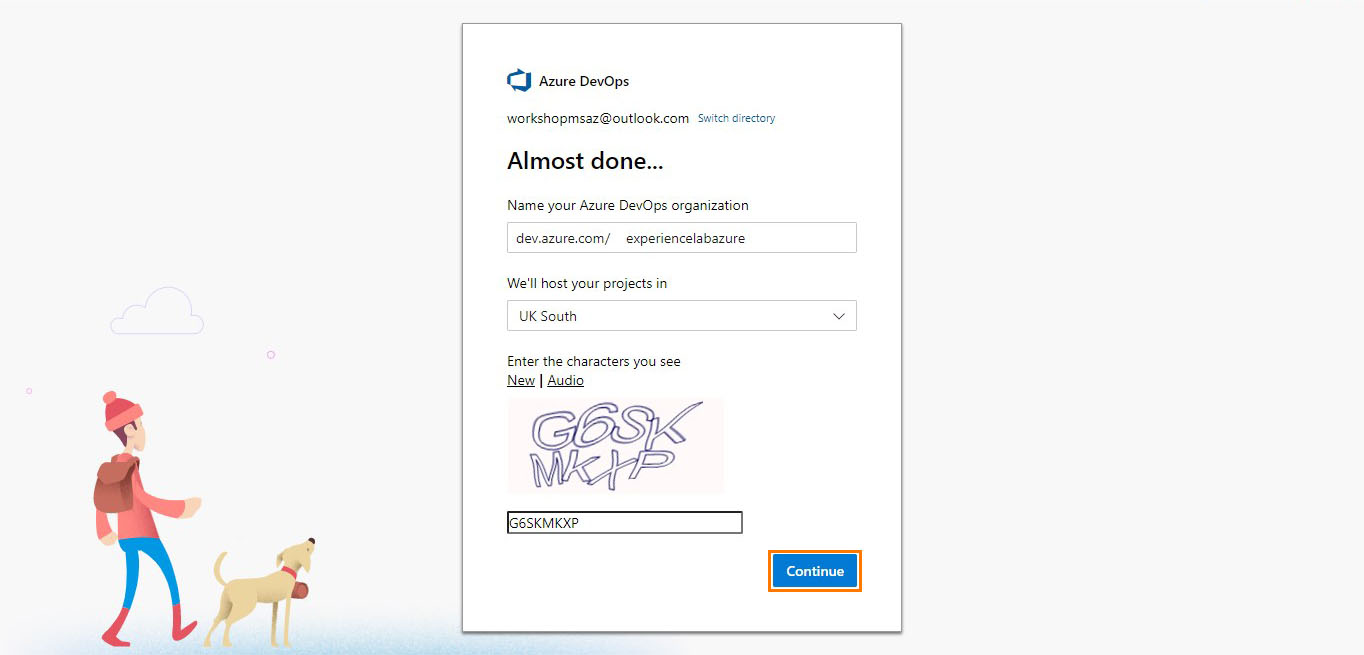 Azure DevOps
workshopmsaz@outlook.com Switch directory
Almost done...
Name your Azure DevOps organization
dev.azure.com/ experiencelabazure
We'll host your projects in
UK South
Enter the characters you see
New | Audio
G6SK
MKXP
G6SKMKXP
Continue